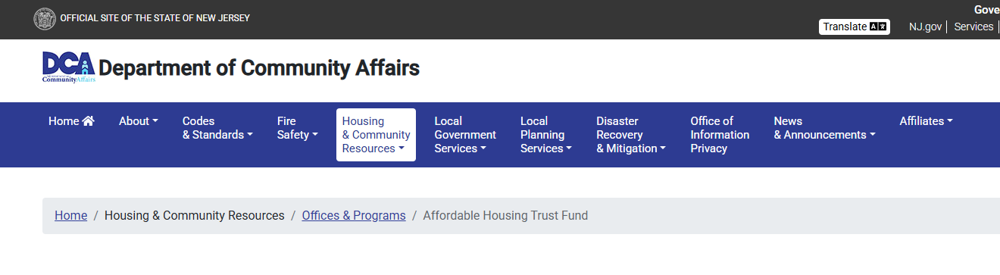 OFFICIAL SITE OF THE STATE OF NEW JERSEY
Gove
Translate
NJ.gov | Services |
DCA
CommunityAffairs
Department of Community Affairs
Home
About
Codes
& Standards
Fire
Safety
Housing
& Community
Resources
Local
Government
Services
Local
Planning
Services
Disaster
Recovery
& Mitigation
Office of
Information
Privacy
News
& Announcements
Affiliates
Home / Housing & Community Resources / Offices & Programs / Affordable Housing Trust Fund